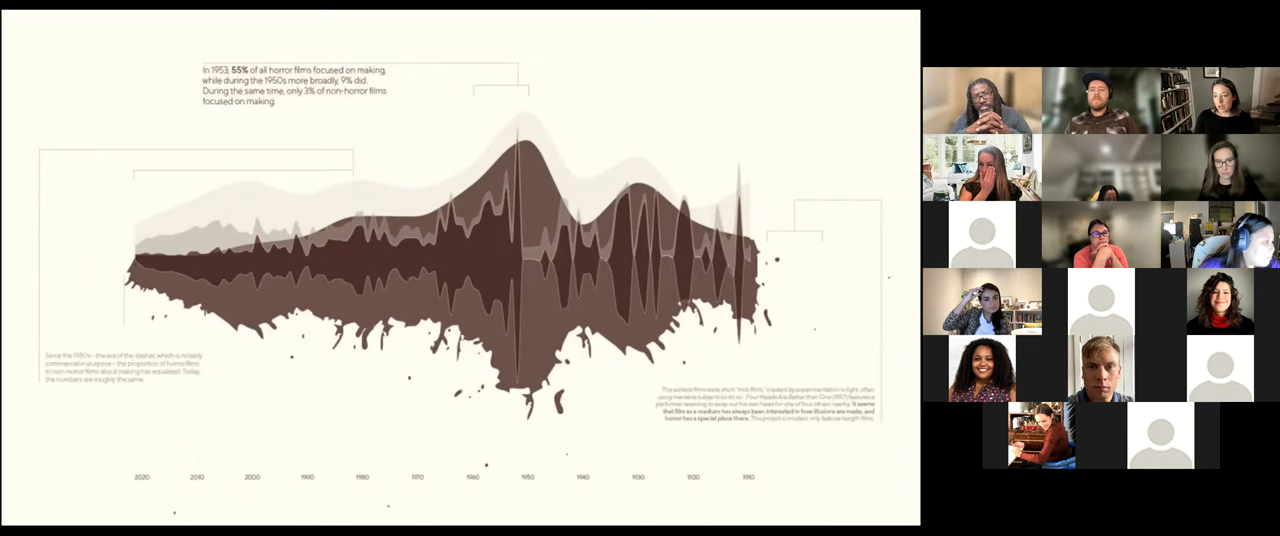 In 1953, 55% of all horror films focused on making,
while during the 1950s more broadly, 9% did.
During the same time, only 3% of non-horror films
focused on making.
Since the 1980s – the era of the slasher, which is notably
commercial in purpose – the proportion of horror films
to non-horror films about making has equalized. Today,
the numbers are roughly the same.
The earliest films were short "trick films," created by experimentation in light, often
using macabre subjects to do so. Four Heads Are Better than One (1897) features a
performer seeming to swap out his own head for one of four others nearby. It seems
that film as a medium has always been interested in how illusions are made, and
horror has a special place there. This project considers only feature-length films.
2020 2010 2000 1990 1980 1970 1960 1950 1940 1930 1920 1910